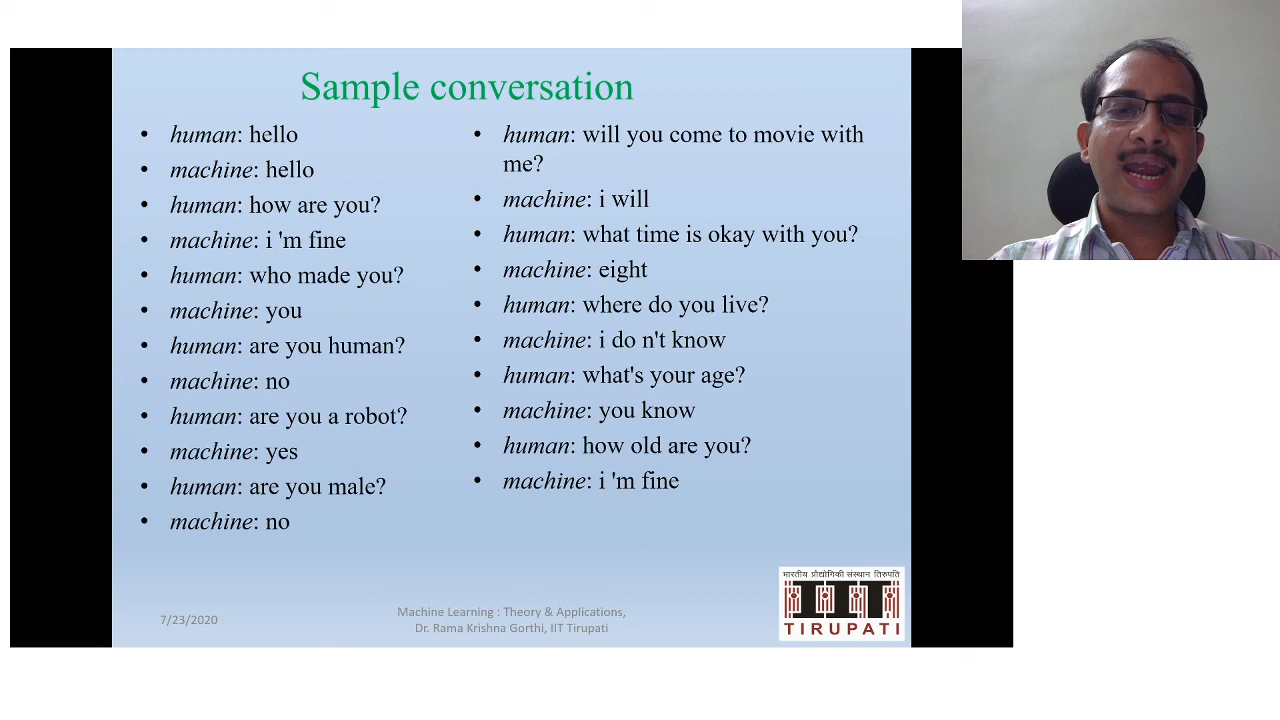 Sample conversation
• human: hello
• machine: hello
• human: how are you?
• machine: i 'm fine
• human: who made you?
• machine: you
• human: are you human?
• machine: no
• human: are you a robot?
• machine: yes
• human: are you male?
• machine: no
• human: will you come to movie with
me?
• machine: i will
• human: what time is okay with you?
• machine: eight
• human: where do you live?
• machine: i do n't know
• human: what's your age?
• machine: you know
• human: how old are you?
• machine: i 'm fine
7/23/2020
Machine Learning : Theory & Applications,
Dr. Rama Krishna Gorthi, IIT Tirupati
भारतीय प्रौद्योगिकी संस्थान तिरुपति
TIRUPATI